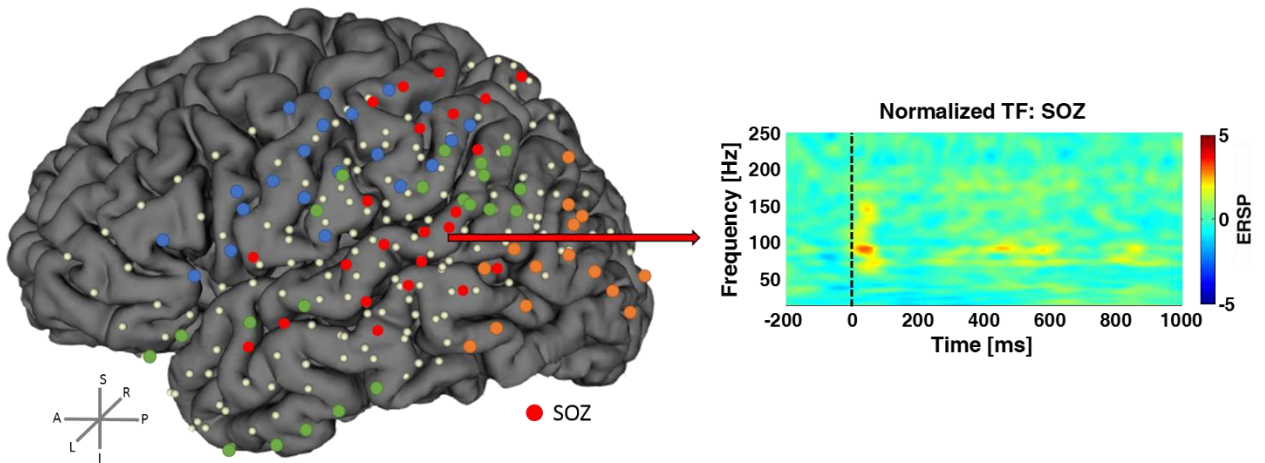 Normalized TF: SOZ
Frequency [Hz]
250
200
150
100
50
-200 0 200 400 600 800 1000
Time [ms]
5
0
-5
ERSP
S
R
A
P
L
I
SOZ